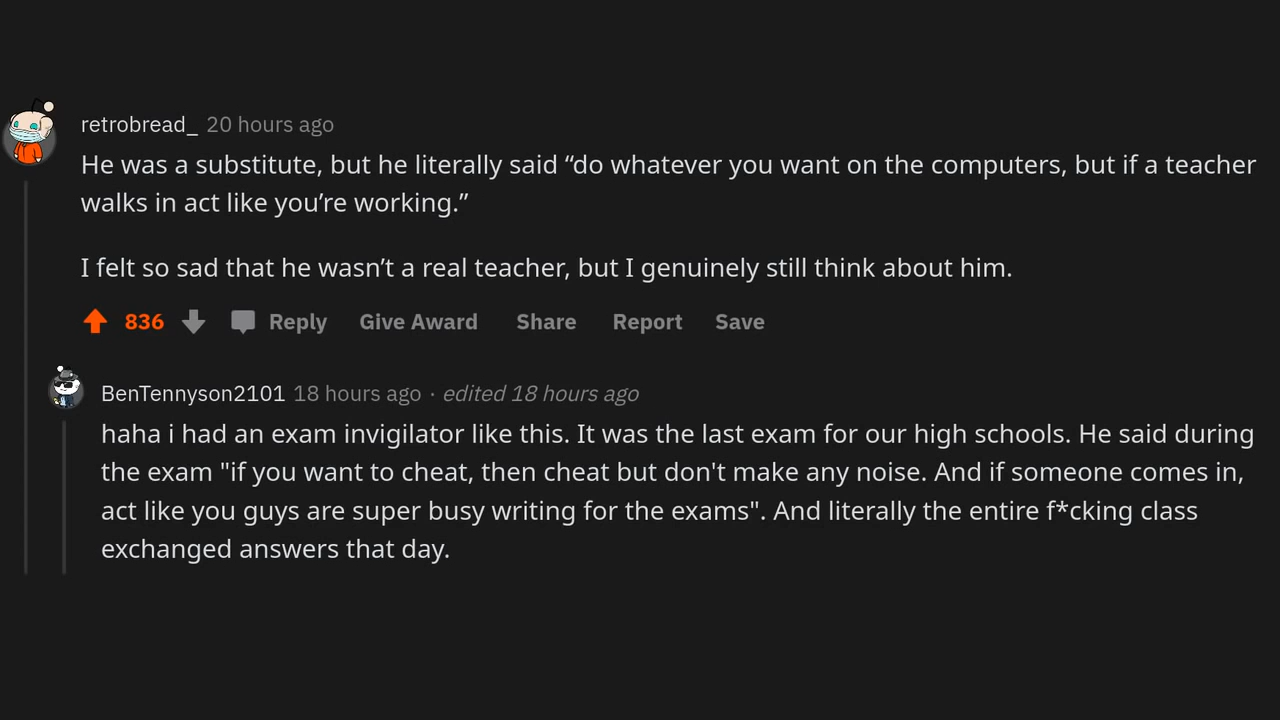 retrobread_ 20 hours ago
He was a substitute, but he literally said “do whatever you want on the computers, but if a teacher
walks in act like you’re working.”
I felt so sad that he wasn’t a real teacher, but I genuinely still think about him.
836 Reply Give Award Share Report Save
BenTennyson2101 18 hours ago · edited 18 hours ago
haha i had an exam invigilator like this. It was the last exam for our high schools. He said during
the exam "if you want to cheat, then cheat but don't make any noise. And if someone comes in,
act like you guys are super busy writing for the exams". And literally the entire f*cking class
exchanged answers that day.